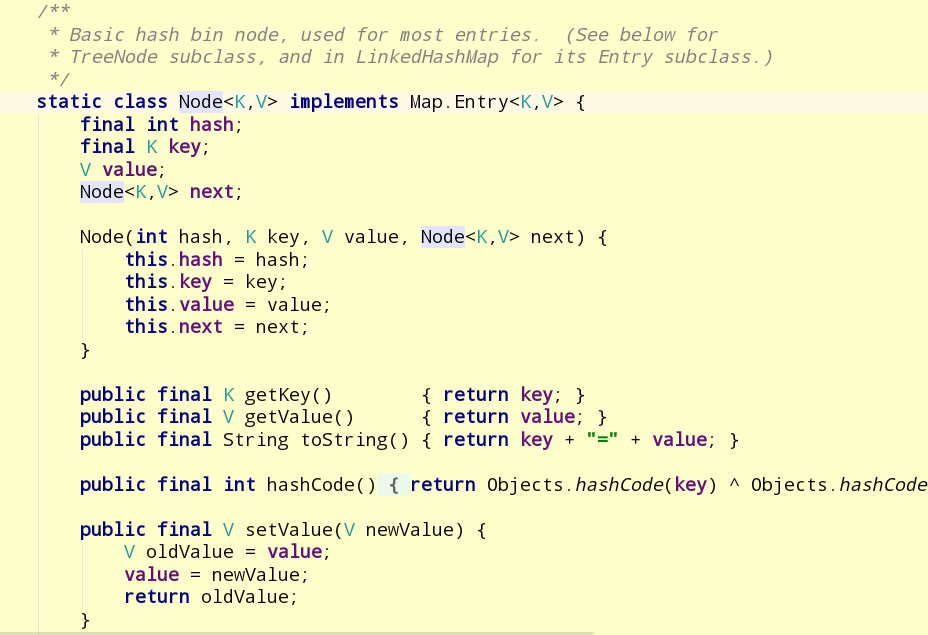 /**
 * Basic hash bin node, used for most entries.  (See below for
 * TreeNode subclass, and in LinkedHashMap for its Entry subclass.)
 */
static class Node<K,V> implements Map.Entry<K,V> {
    final int hash;
    final K key;
    V value;
    Node<K,V> next;

    Node(int hash, K key, V value, Node<K,V> next) {
        this.hash = hash;
        this.key = key;
        this.value = value;
        this.next = next;
    }

    public final K getKey()        { return key; }
    public final V getValue()      { return value; }
    public final String toString() { return key + "=" + value; }

    public final int hashCode() { return Objects.hashCode(key) ^ Objects.hashCode

    public final V setValue(V newValue) {
        V oldValue = value;
        value = newValue;
        return oldValue;
    }